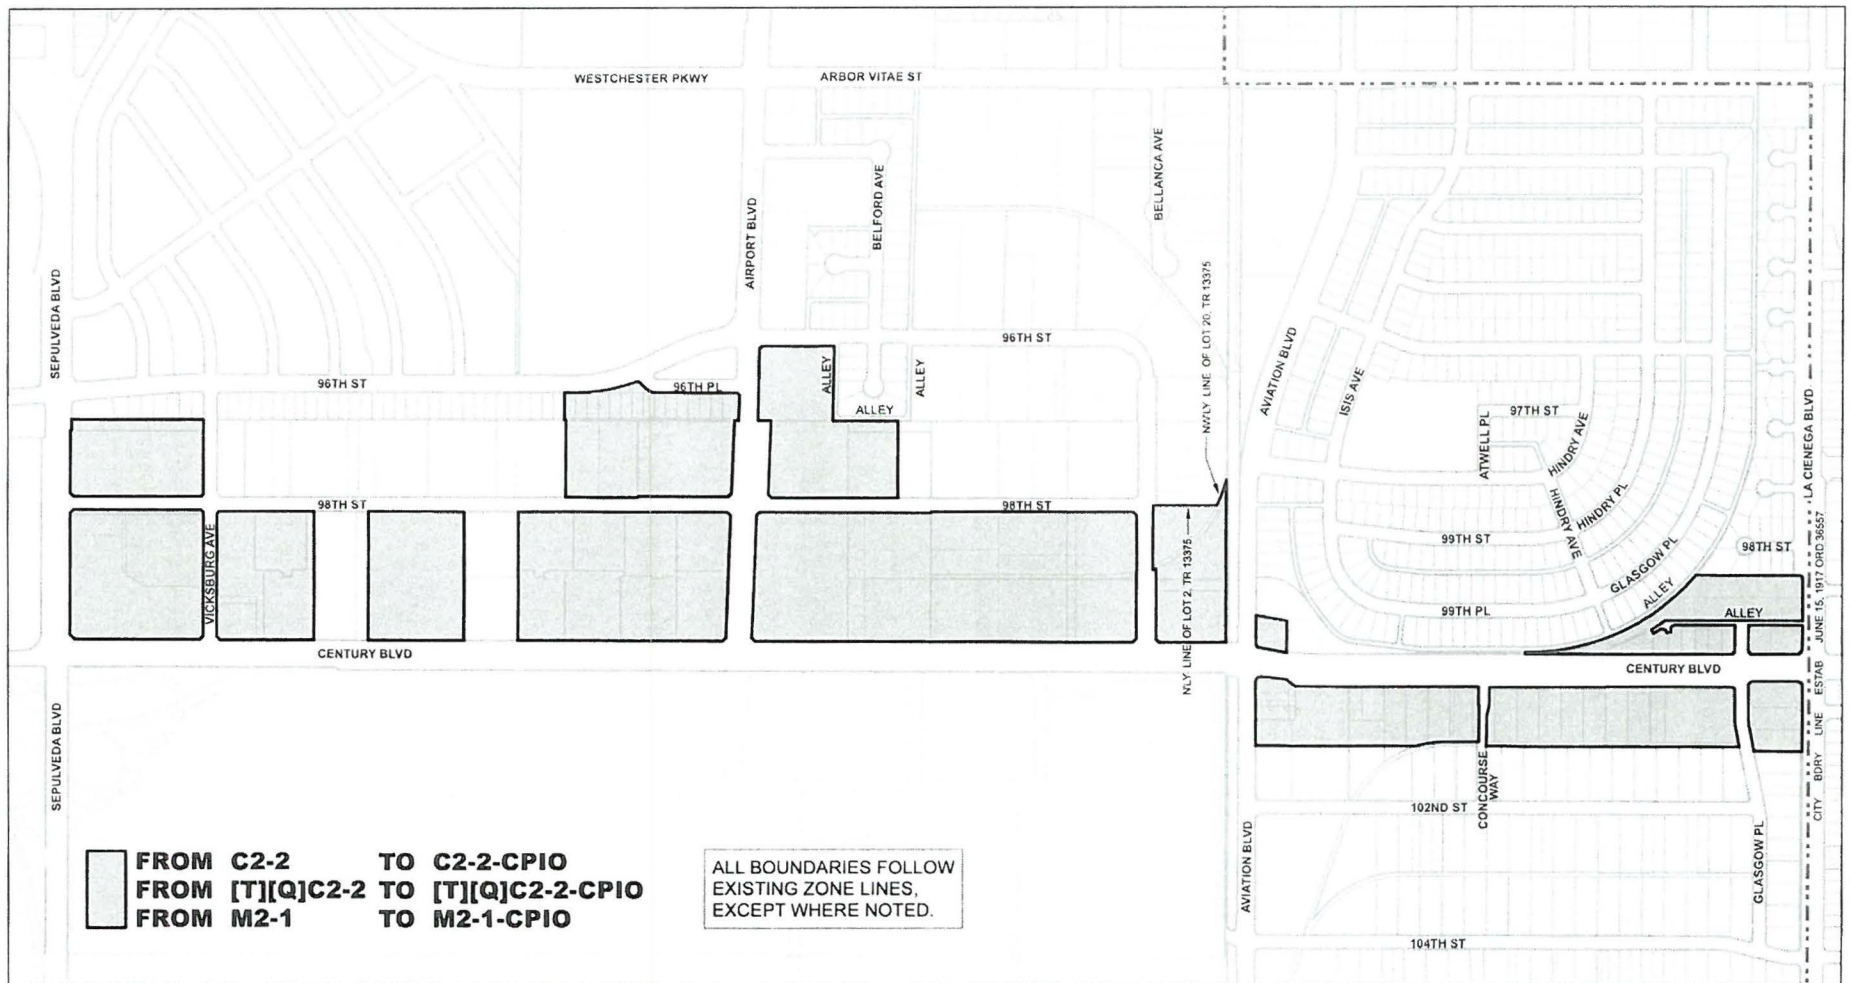 WESTCHESTER PKWY
ARBOR VITAE ST
BELLANCA AVE
BELFORD AVE
AIRPORT BLVD
SEPULVEDA BLVD
NWLY LINE OF LOT 20, TR 13375
AVIATION BLVD
ISIS AVE
96TH ST
96TH ST
96TH PL
ALLEY
ALLEY
ALLEY
97TH ST
ATWELL PL
HINDRY AVE
HINDRY PL
HINDRY AVE
LA CIENEGA BLVD
98TH ST
98TH ST
98TH ST
99TH ST
GLASGOW PL
ALLEY
ALLEY
99TH PL
VICKSBURG AVE
NLY LINE OF LOT 2, TR 13375
CENTURY BLVD
CENTURY BLVD
CITY BDRY LINE ESTAB JUNE 15, 1917 ORD 36557
SEPULVEDA BLVD
CONCOURSE
WAY
102ND ST
AVIATION BLVD
GLASGOW PL
104TH ST
FROM C2-2 TO C2-2-CPIO
FROM [T][Q]C2-2 TO [T][Q]C2-2-CPIO
FROM M2-1 TO M2-1-CPIO
ALL BOUNDARIES FOLLOW
EXISTING ZONE LINES,
EXCEPT WHERE NOTED.